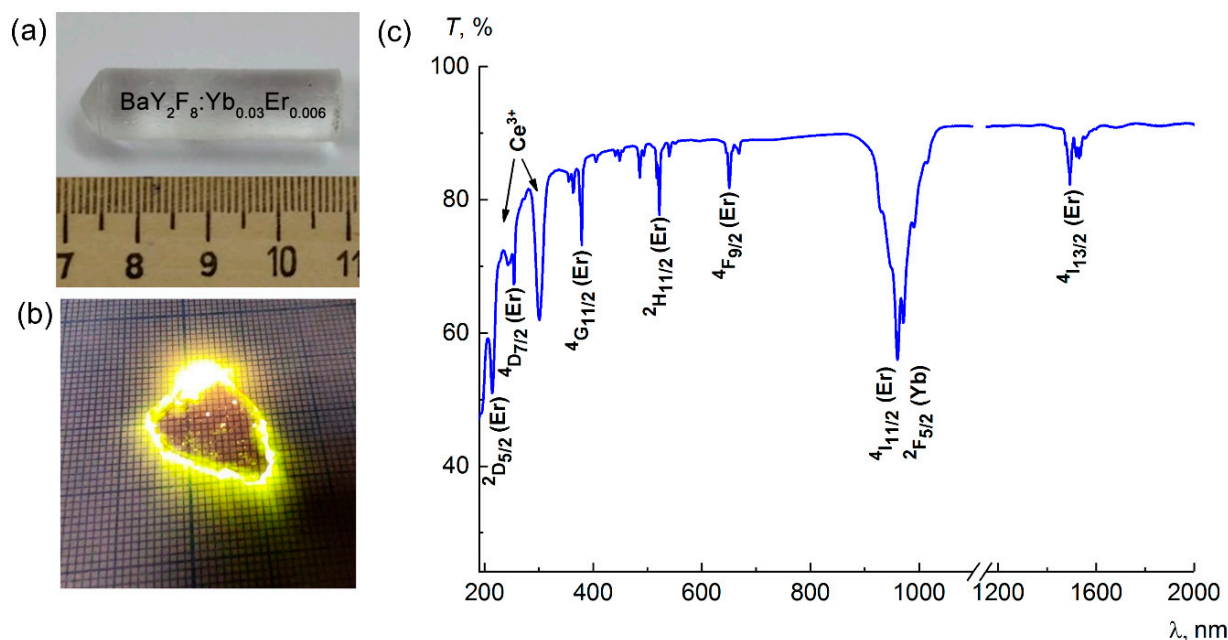 (a)
BaY₂F₈:Yb₀.₀₃Er₀.₀₀₆
7 8 9 10 11
(b)
(c)
T, %
100
80
60
40
Ce³⁺
²D₅/₂ (Er)
⁴D₇/₂ (Er)
⁴G₁₁/₂ (Er)
²H₁₁/₂ (Er)
⁴F₉/₂ (Er)
⁴I₁₁/₂ (Er)
²F₅/₂ (Yb)
⁴I₁₃/₂ (Er)
200 400 600 800 1000 1200 1400 1600 1800 2000
λ, nm